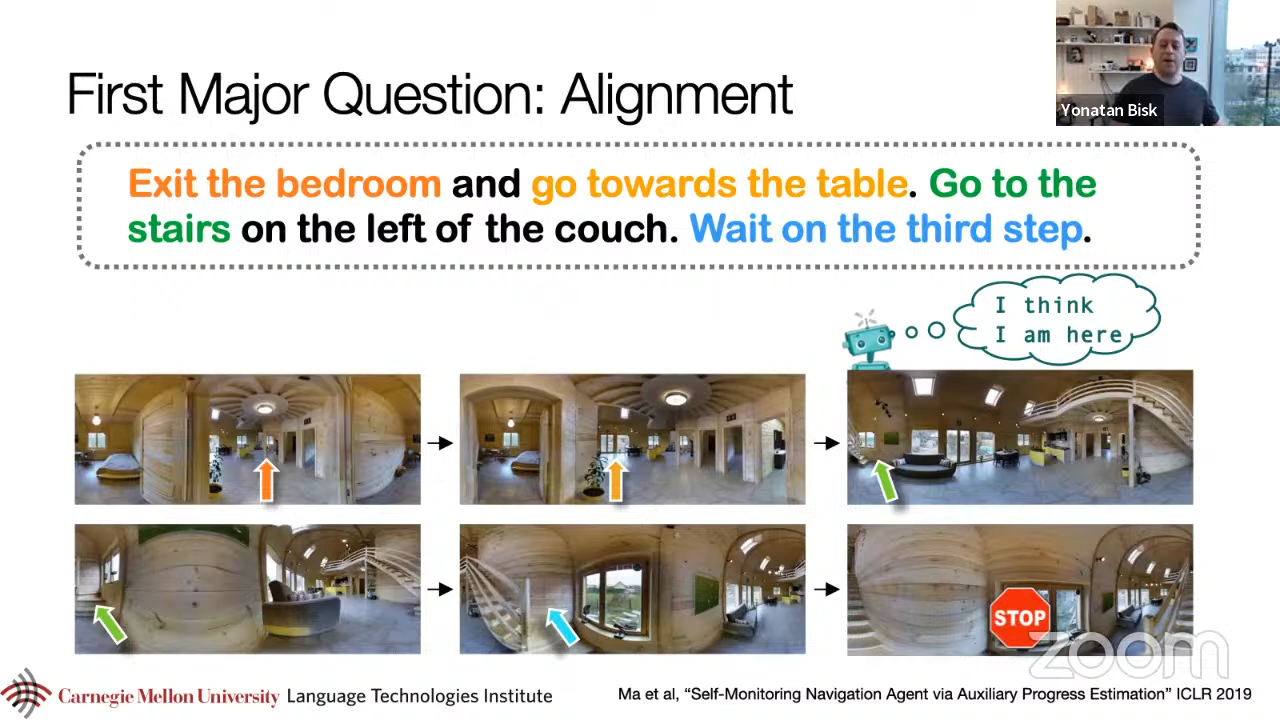 First Major Question: Alignment
Yonatan Bisk
Exit the bedroom and go towards the table. Go to the
stairs on the left of the couch. Wait on the third step.
I think
I am here
STOP
zoom
Carnegie Mellon University Language Technologies Institute
Ma et al, “Self-Monitoring Navigation Agent via Auxiliary Progress Estimation” ICLR 2019